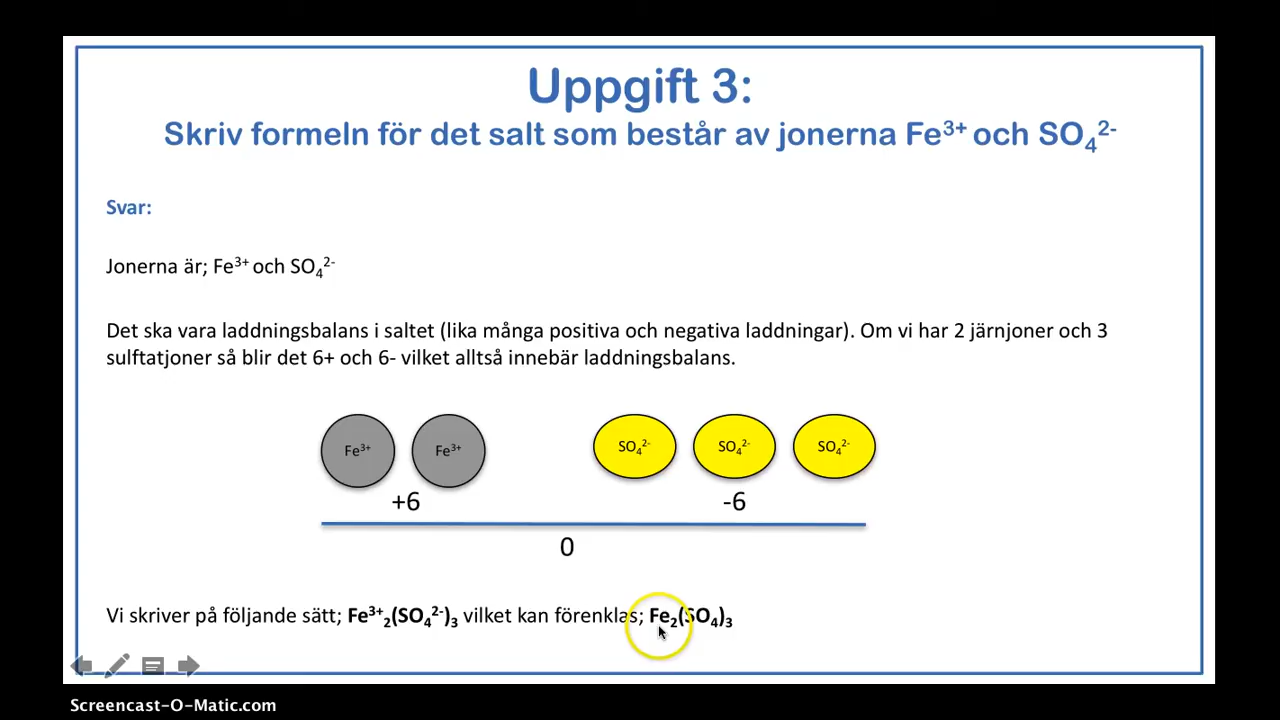 Uppgift 3:
Skriv formeln för det salt som består av jonerna Fe³⁺ och SO₄²⁻
Svar:
Jonerna är; Fe³⁺ och SO₄²⁻
Det ska vara laddningsbalans i saltet (lika många positiva och negativa laddningar). Om vi har 2 järnjoner och 3
sulftatjoner så blir det 6+ och 6- vilket alltså innebär laddningsbalans.
Fe³⁺ Fe³⁺ SO₄²⁻ SO₄²⁻ SO₄²⁻
+6 -6
0
Vi skriver på följande sätt; Fe³⁺₂(SO₄²⁻)₃ vilket kan förenklas; Fe₂(SO₄)₃
Screencast-O-Matic.com